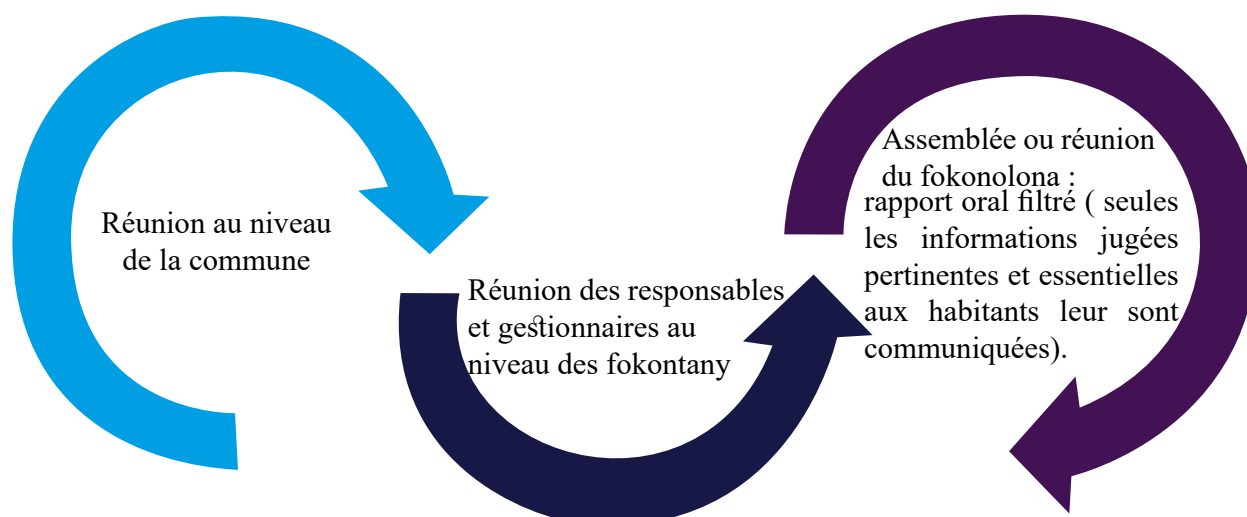 Réunion au niveau
de la commune
Réunion des responsables
et gestionnaires au
niveau des fokontany
Assemblée ou réunion
du fokonolona :
rapport oral filtré ( seules
les informations jugées
pertinentes et essentielles
aux habitants leur sont
communiquées).